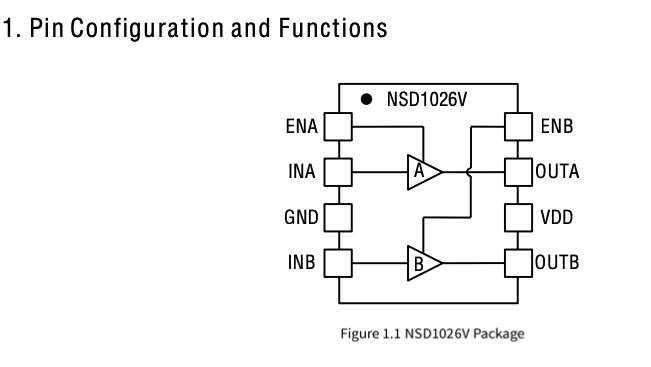 1. Pin Configuration and Functions
NSD1026V
ENA ENB
INA A OUTA
GND VDD
INB B OUTB
Figure 1.1 NSD1026V Package